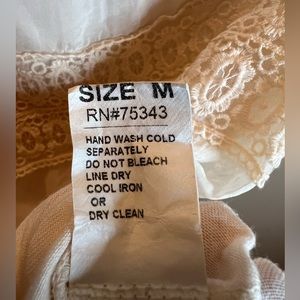 SIZE M
RN#75343
HAND WASH COLD
SEPARATELY
DO NOT BLEACH
LINE DRY
COOL IRON
OR
DRY CLEAN